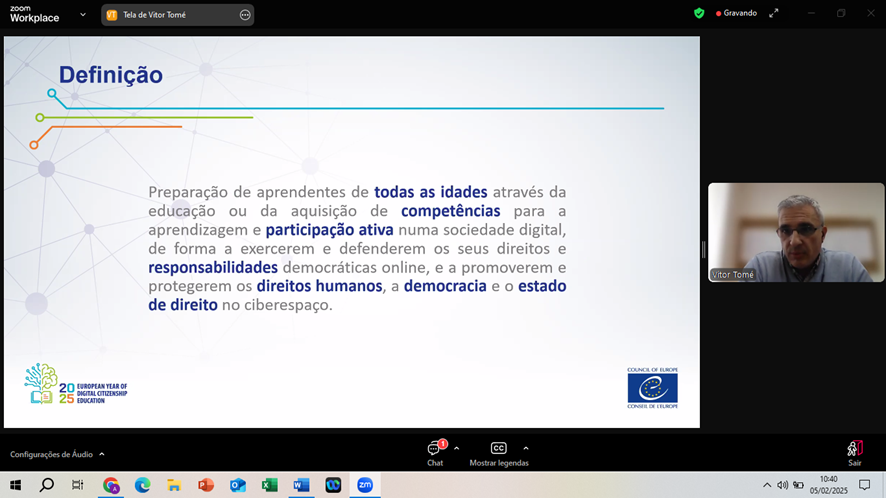 zoom
Workplace
Tela de Vitor Tomé
Gravando
Definição
Preparação de aprendentes de todas as idades através da
educação ou da aquisição de competências para a
aprendizagem e participação ativa numa sociedade digital,
de forma a exercerem e defenderem os seus direitos e
responsabilidades democráticas online, e a promoverem e
protegerem os direitos humanos, a democracia e o estado
de direito no ciberespaço.
Vitor Tomé
2025 EUROPEAN YEAR OF
DIGITAL CITIZENSHIP
EDUCATION
COUNCIL OF EUROPE
CONSEIL DE L'EUROPE
Configurações de Áudio
1
Chat
CC
Mostrar legendas
Sair
10:40
05/02/2025